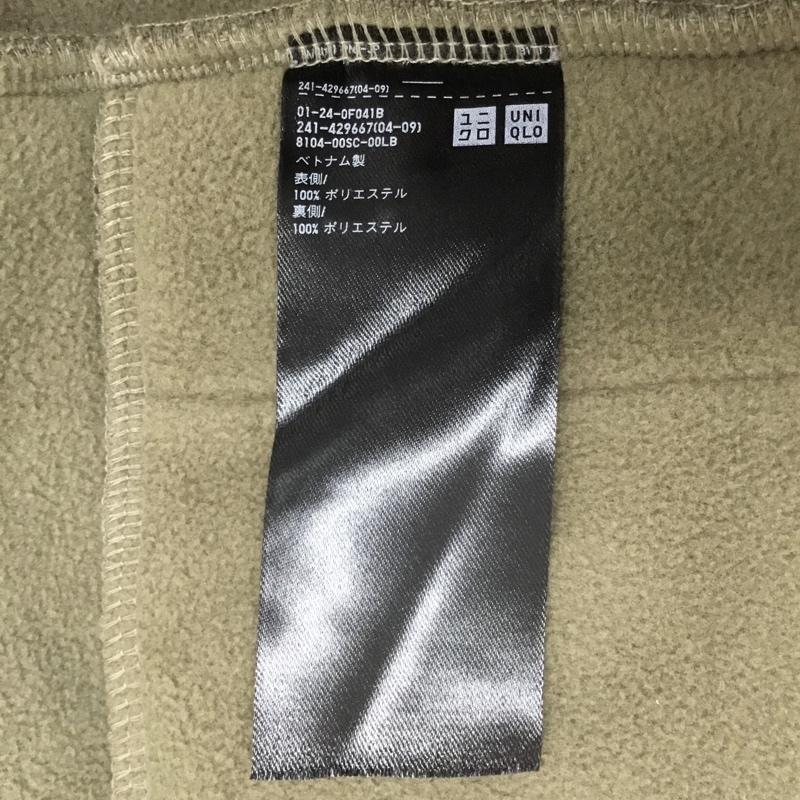 241-429667(04-09)
01-24-0F041B
241-429667(04-09)
8104-00SC-00LB
ユニ
クロ
UNI
QLO
ベトナム製
表側/
100% ポリエステル
裏側/
100% ポリエステル